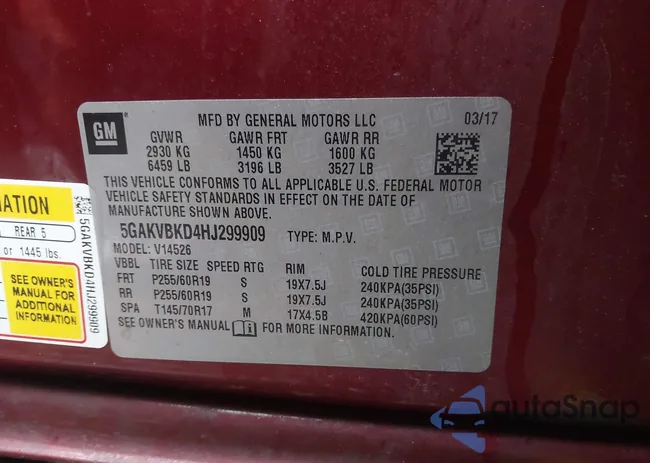 GM
MFD BY GENERAL MOTORS LLC 03/17
GVWR GAWR FRT GAWR RR
2930 KG 1450 KG 1600 KG
6459 LB 3196 LB 3527 LB
THIS VEHICLE CONFORMS TO ALL APPLICABLE U.S. FEDERAL MOTOR
VEHICLE SAFETY STANDARDS IN EFFECT ON THE DATE OF
MANUFACTURE SHOWN ABOVE.
5GAKVBKD4HJ299909 TYPE: M.P.V.
MODEL: V14526
VBBL TIRE SIZE SPEED RTG RIM COLD TIRE PRESSURE
FRT P255/60R19 S 19X7.5J 240KPA(35PSI)
RR P255/60R19 S 19X7.5J 240KPA(35PSI)
SPA T145/70R17 M 17X4.5B 420KPA(60PSI)
SEE OWNER'S MANUAL FOR MORE INFORMATION.
MATION
REAR 5
or 1445 lbs.
SEE OWNER'S
MANUAL FOR
ADDITIONAL
INFORMATION
5GAKVBKD4HJ299909
autoSnap